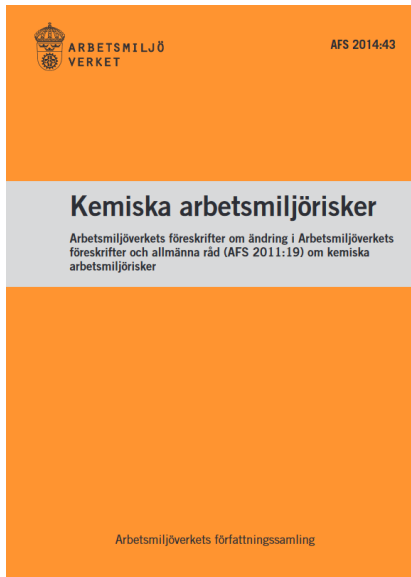 ARBETSMILJÖ
VERKET
AFS 2014:43
Kemiska arbetsmiljörisker
Arbetsmiljöverkets föreskrifter om ändring i Arbetsmiljöverkets
föreskrifter och allmänna råd (AFS 2011:19) om kemiska
arbetsmiljörisker
Arbetsmiljöverkets författningssamling